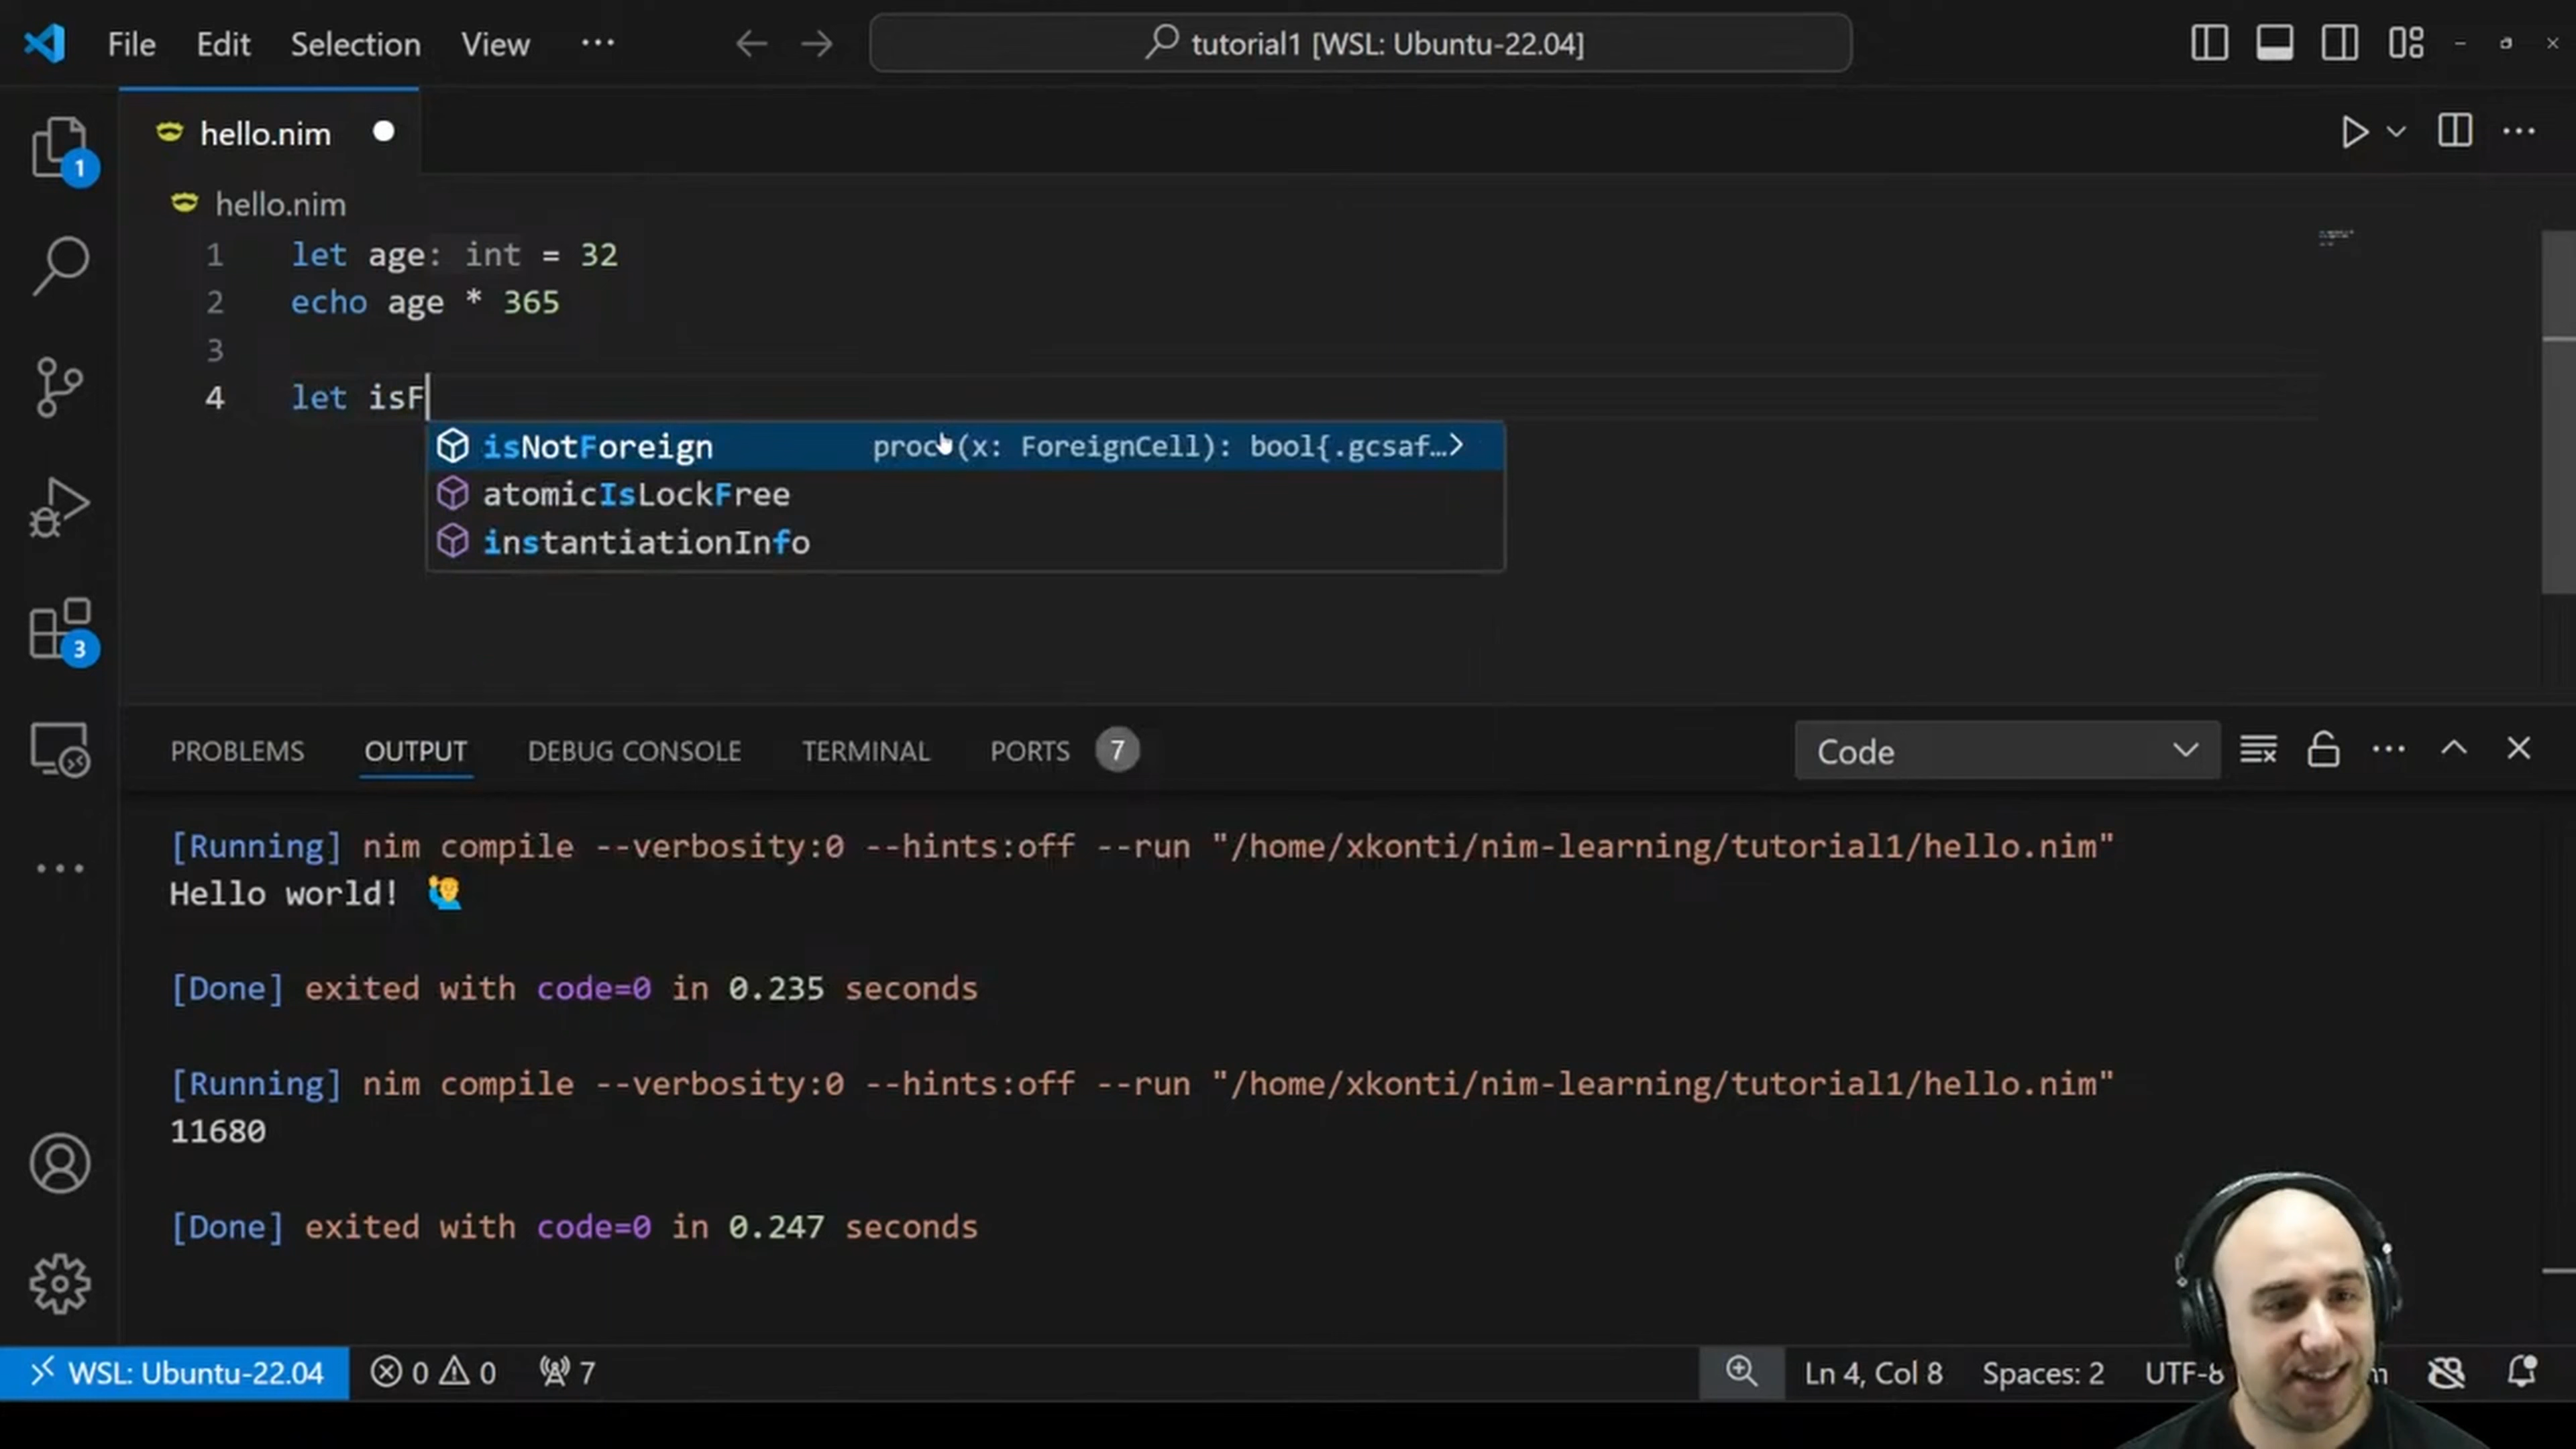 File Edit Selection View ··· tutorial1 [WSL: Ubuntu-22.04]
hello.nim
hello.nim
1 let age: int = 32
2 echo age * 365
3
4 let isF
isNotForeign proc (x: ForeignCell): bool{.gcsaf…
atomicIsLockFree
instantiationInfo
1
3
PROBLEMS OUTPUT DEBUG CONSOLE TERMINAL PORTS 7 Code
[Running] nim compile --verbosity:0 --hints:off --run "/home/xkonti/nim-learning/tutorial1/hello.nim"
Hello world! 🙋‍♂️
[Done] exited with code=0 in 0.235 seconds
[Running] nim compile --verbosity:0 --hints:off --run "/home/xkonti/nim-learning/tutorial1/hello.nim"
11680
[Done] exited with code=0 in 0.247 seconds
WSL: Ubuntu-22.04 0 0 7 Ln 4, Col 8 Spaces: 2 UTF-8